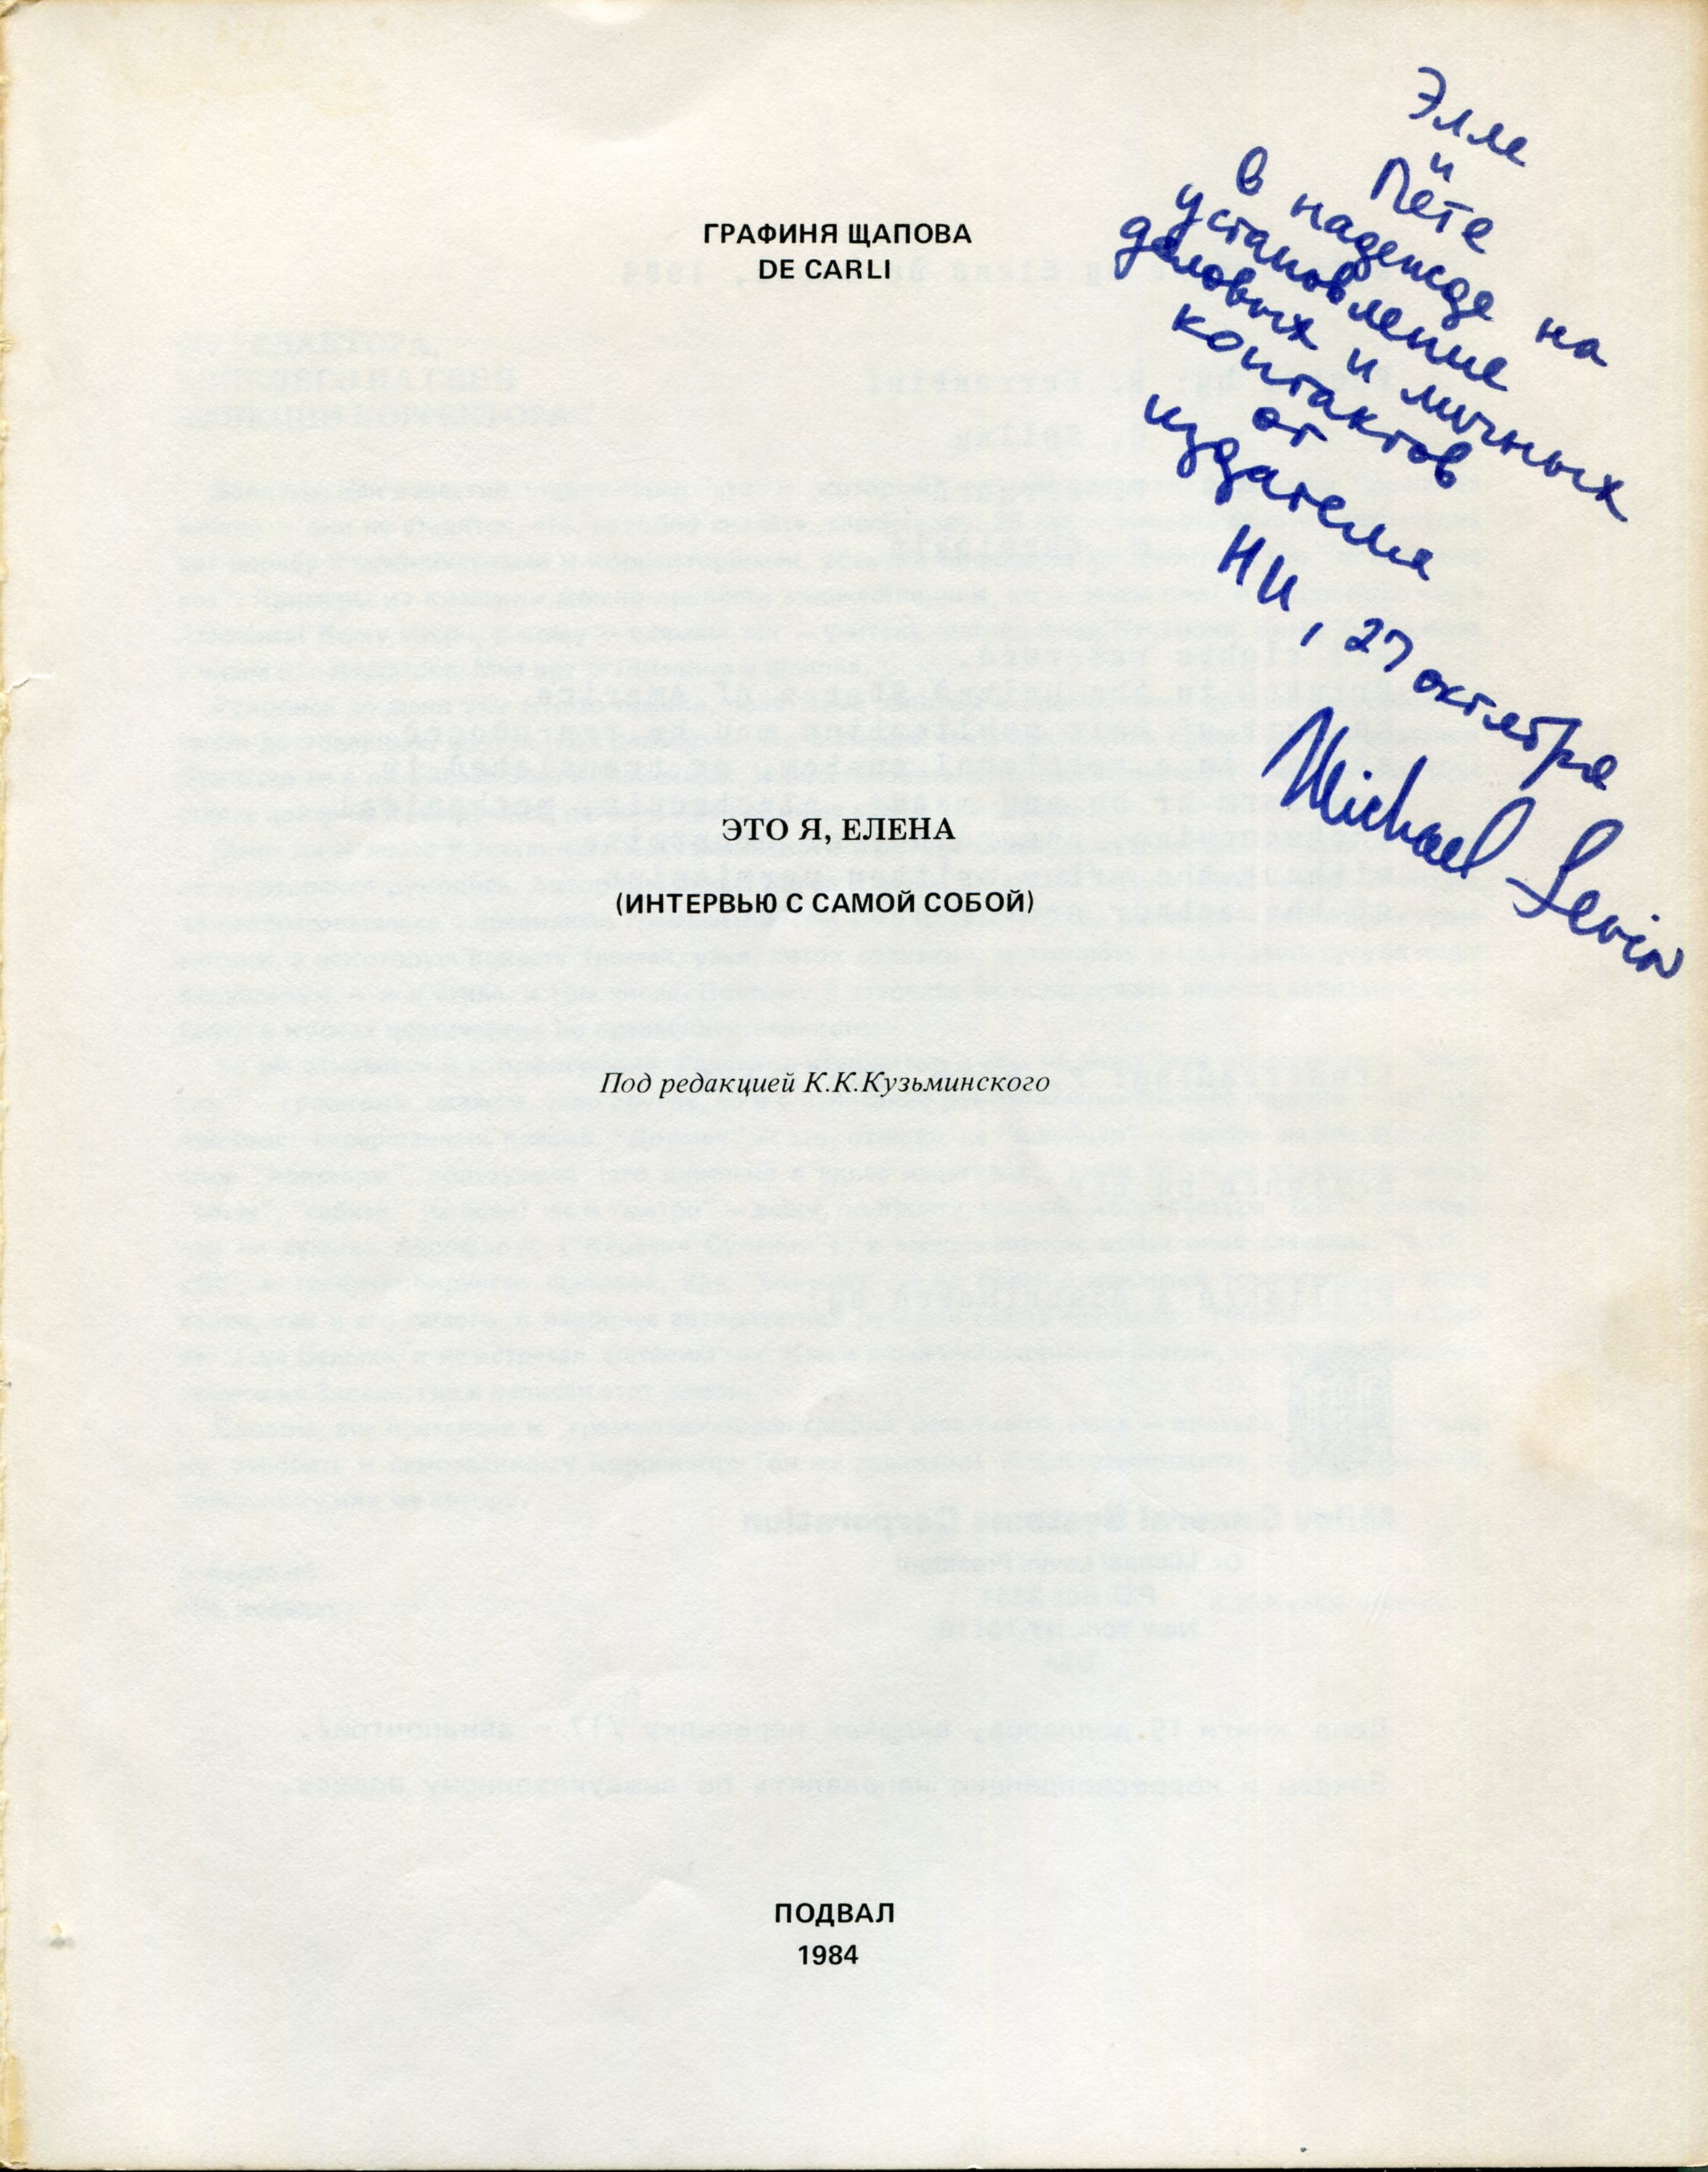 Элле
и
Пете
в надежде на
установление
деловых и личных
контактов
от
издателя
НЙ, 27 октября
Michael Levin
ГРАФИНЯ ЩАПОВА
DE CARLI
ЭТО Я, ЕЛЕНА
(ИНТЕРВЬЮ С САМОЙ СОБОЙ)
Под редакцией К.К.Кузьминского
ПОДВАЛ
1984